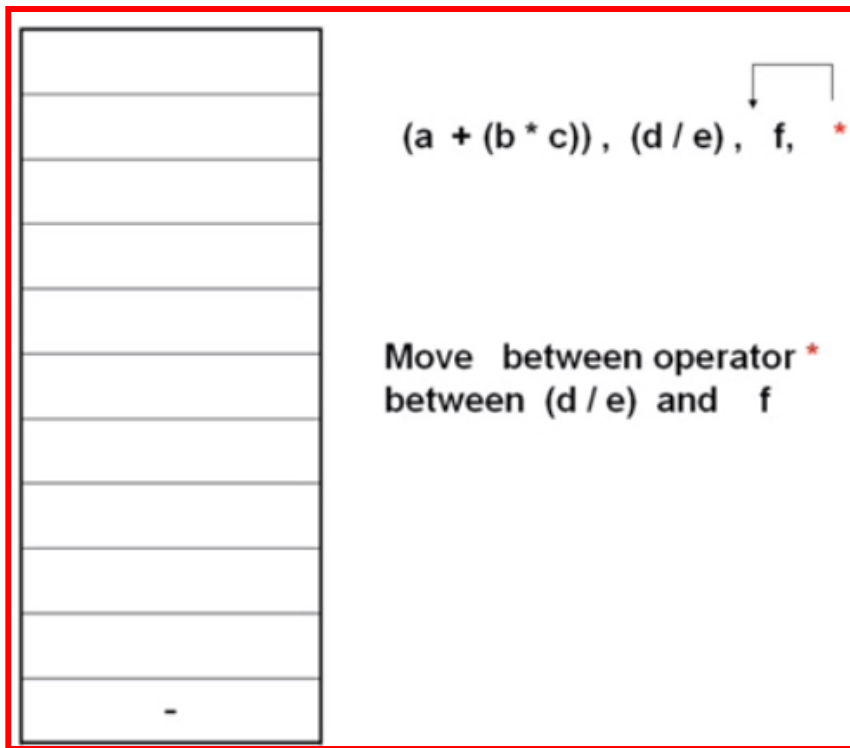 (a + (b * c)) , (d / e) , f, *
Move between operator *
between (d / e) and f
-